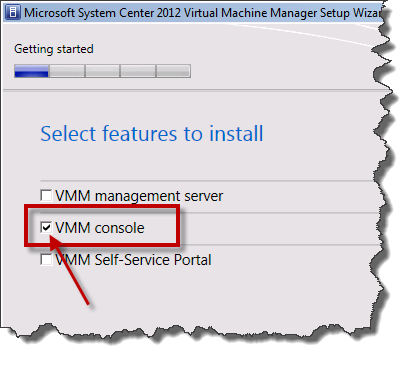 Microsoft System Center 2012 Virtual Machine Manager Setup Wizar
Getting started
Select features to install
VMM management server
VMM console
VMM Self-Service Portal